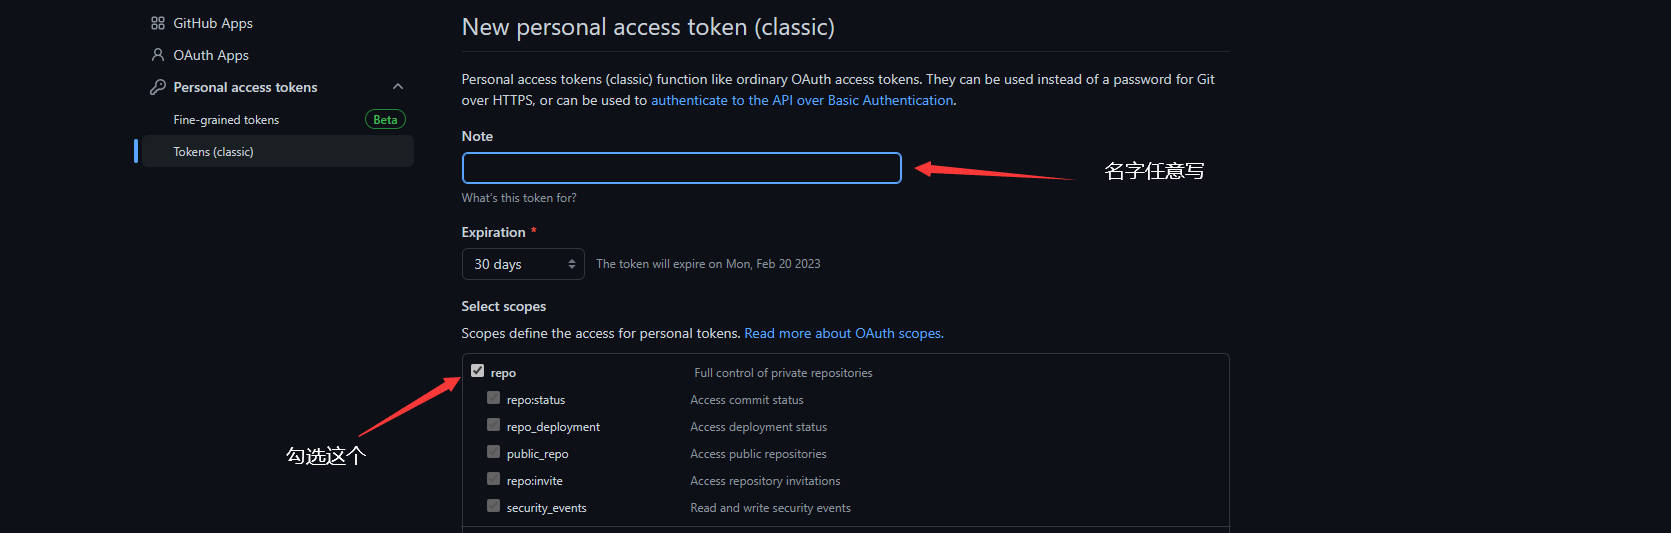 GitHub Apps
OAuth Apps
Personal access tokens
Fine-grained tokens Beta
Tokens (classic)
New personal access token (classic)
Personal access tokens (classic) function like ordinary OAuth access tokens. They can be used instead of a password for Git
over HTTPS, or can be used to authenticate to the API over Basic Authentication.
Note
名字任意写
What's this token for?
Expiration *
30 days The token will expire on Mon, Feb 20 2023
Select scopes
Scopes define the access for personal tokens. Read more about OAuth scopes.
repo Full control of private repositories
repo:status Access commit status
repo_deployment Access deployment status
public_repo Access public repositories
勾选这个
repo:invite Access repository invitations
security_events Read and write security events